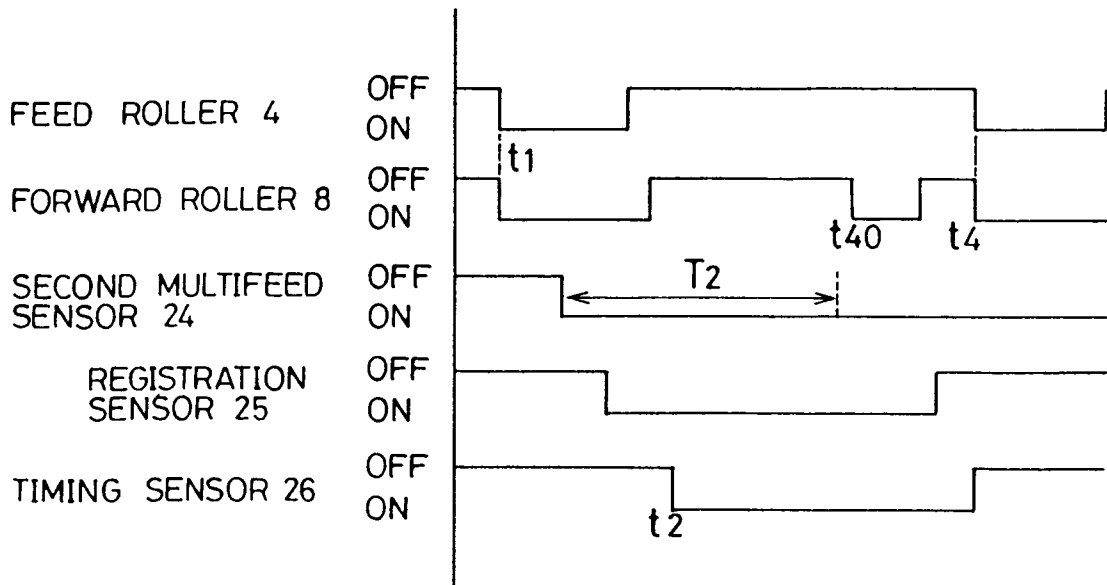 FEED ROLLER 4
OFF
ON
t1
FORWARD ROLLER 8
OFF
ON
t40
t4
SECOND MULTIFEED
SENSOR 24
OFF
ON
T2
REGISTRATION
SENSOR 25
OFF
ON
TIMING SENSOR 26
OFF
ON
t2